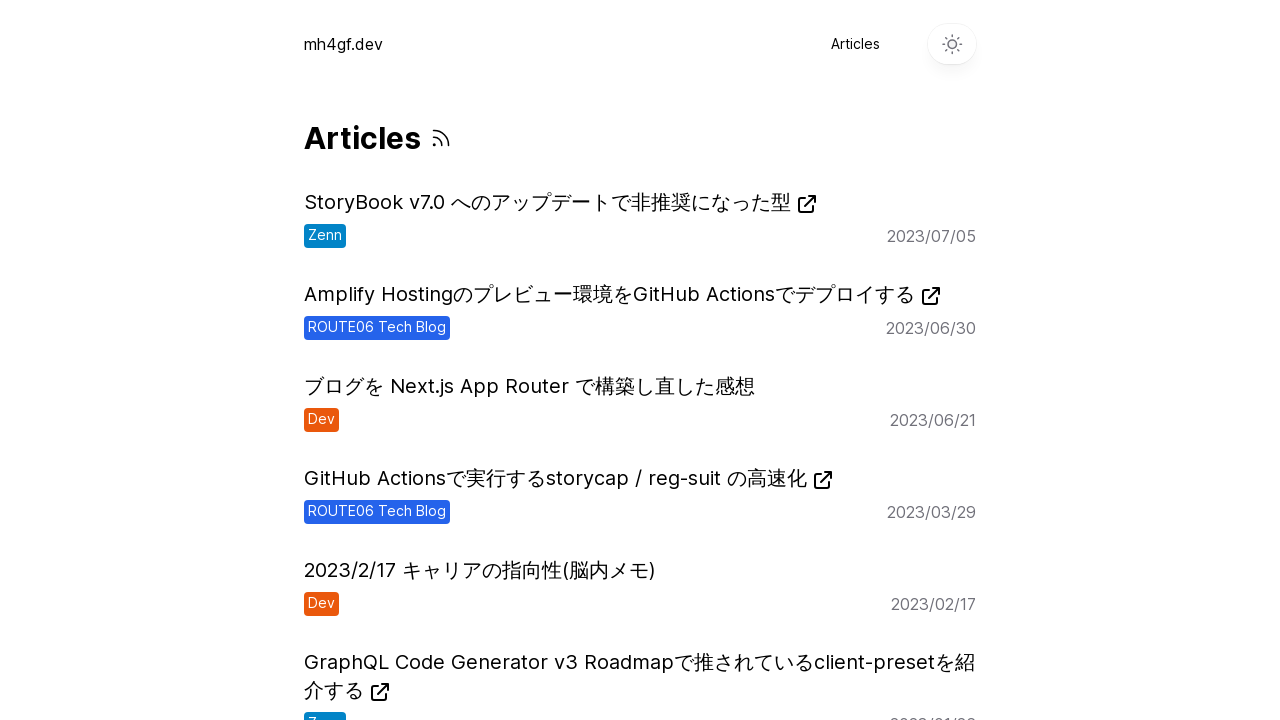 mh4gf.dev
Articles
Articles
StoryBook v7.0 へのアップデートで非推奨になった型
Zenn
2023/07/05
Amplify Hostingのプレビュー環境をGitHub Actionsでデプロイする
ROUTE06 Tech Blog
2023/06/30
ブログを Next.js App Router で構築し直した感想
Dev
2023/06/21
GitHub Actionsで実行するstorycap / reg-suit の高速化
ROUTE06 Tech Blog
2023/03/29
2023/2/17 キャリアの指向性(脳内メモ)
Dev
2023/02/17
GraphQL Code Generator v3 Roadmapで推されているclient-presetを紹
介する
Zenn